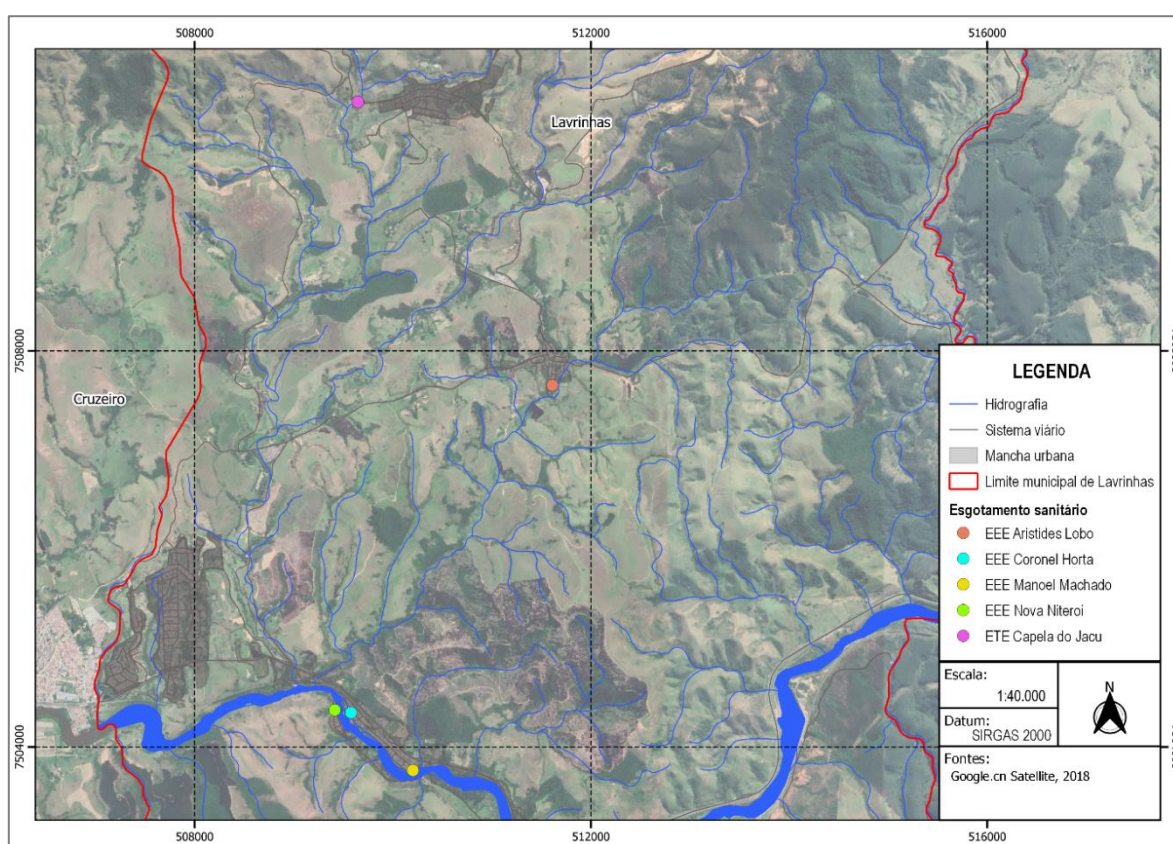 508000
512000
516000
Lavrinhas
7508000
Cruzeiro
LEGENDA
Hidrografia
Sistema viário
Mancha urbana
Limite municipal de Lavrinhas
Esgotamento sanitário
EEE Aristides Lobo
EEE Coronel Horta
EEE Manoel Machado
EEE Nova Niteroi
ETE Capela do Jacu
Escala:
1:40.000
N
Datum:
SIRGAS 2000
7504000
Fontes:
Google.cn Satellite, 2018
508000
512000
516000